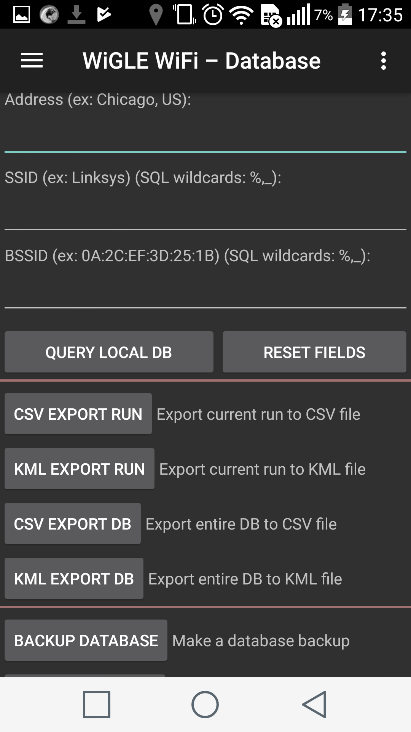 7% 17:35
WiGLE WiFi – Database
Address (ex: Chicago, US):
SSID (ex: Linksys) (SQL wildcards: %,_):
BSSID (ex: 0A:2C:EF:3D:25:1B) (SQL wildcards: %,_):
QUERY LOCAL DB RESET FIELDS
CSV EXPORT RUN Export current run to CSV file
KML EXPORT RUN Export current run to KML file
CSV EXPORT DB Export entire DB to CSV file
KML EXPORT DB Export entire DB to KML file
BACKUP DATABASE Make a database backup